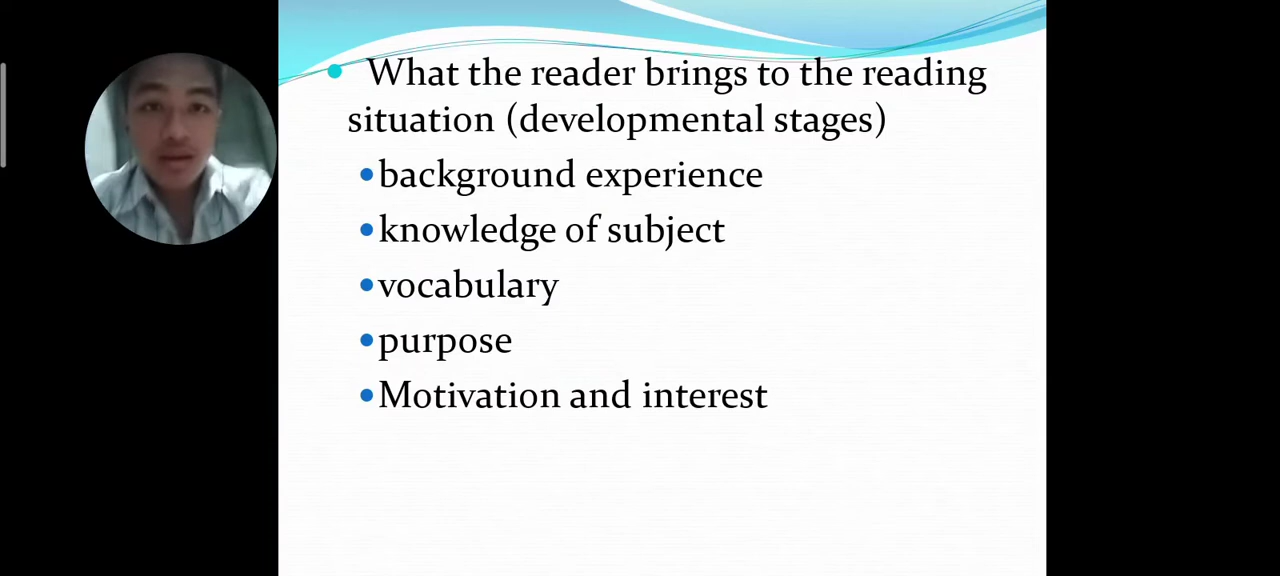 What the reader brings to the reading
situation (developmental stages)
background experience
knowledge of subject
vocabulary
purpose
Motivation and interest